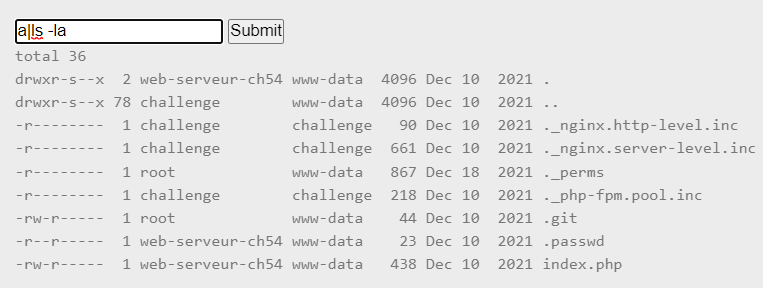 a|ls -la Submit
total 36
drwxr-s--x  2 web-serveur-ch54 www-data  4096 Dec 10  2021 .
drwxr-s--x 78 challenge        www-data  4096 Dec 10  2021 ..
-r--------  1 challenge        challenge   90 Dec 10  2021 ._nginx.http-level.inc
-r--------  1 challenge        challenge  661 Dec 10  2021 ._nginx.server-level.inc
-r--------  1 root             www-data   867 Dec 18  2021 ._perms
-r--------  1 challenge        challenge  218 Dec 10  2021 ._php-fpm.pool.inc
-rw-r-----  1 root             www-data    44 Dec 10  2021 .git
-r--r-----  1 web-serveur-ch54 www-data    23 Dec 10  2021 .passwd
-rw-r-----  1 web-serveur-ch54 www-data   438 Dec 10  2021 index.php